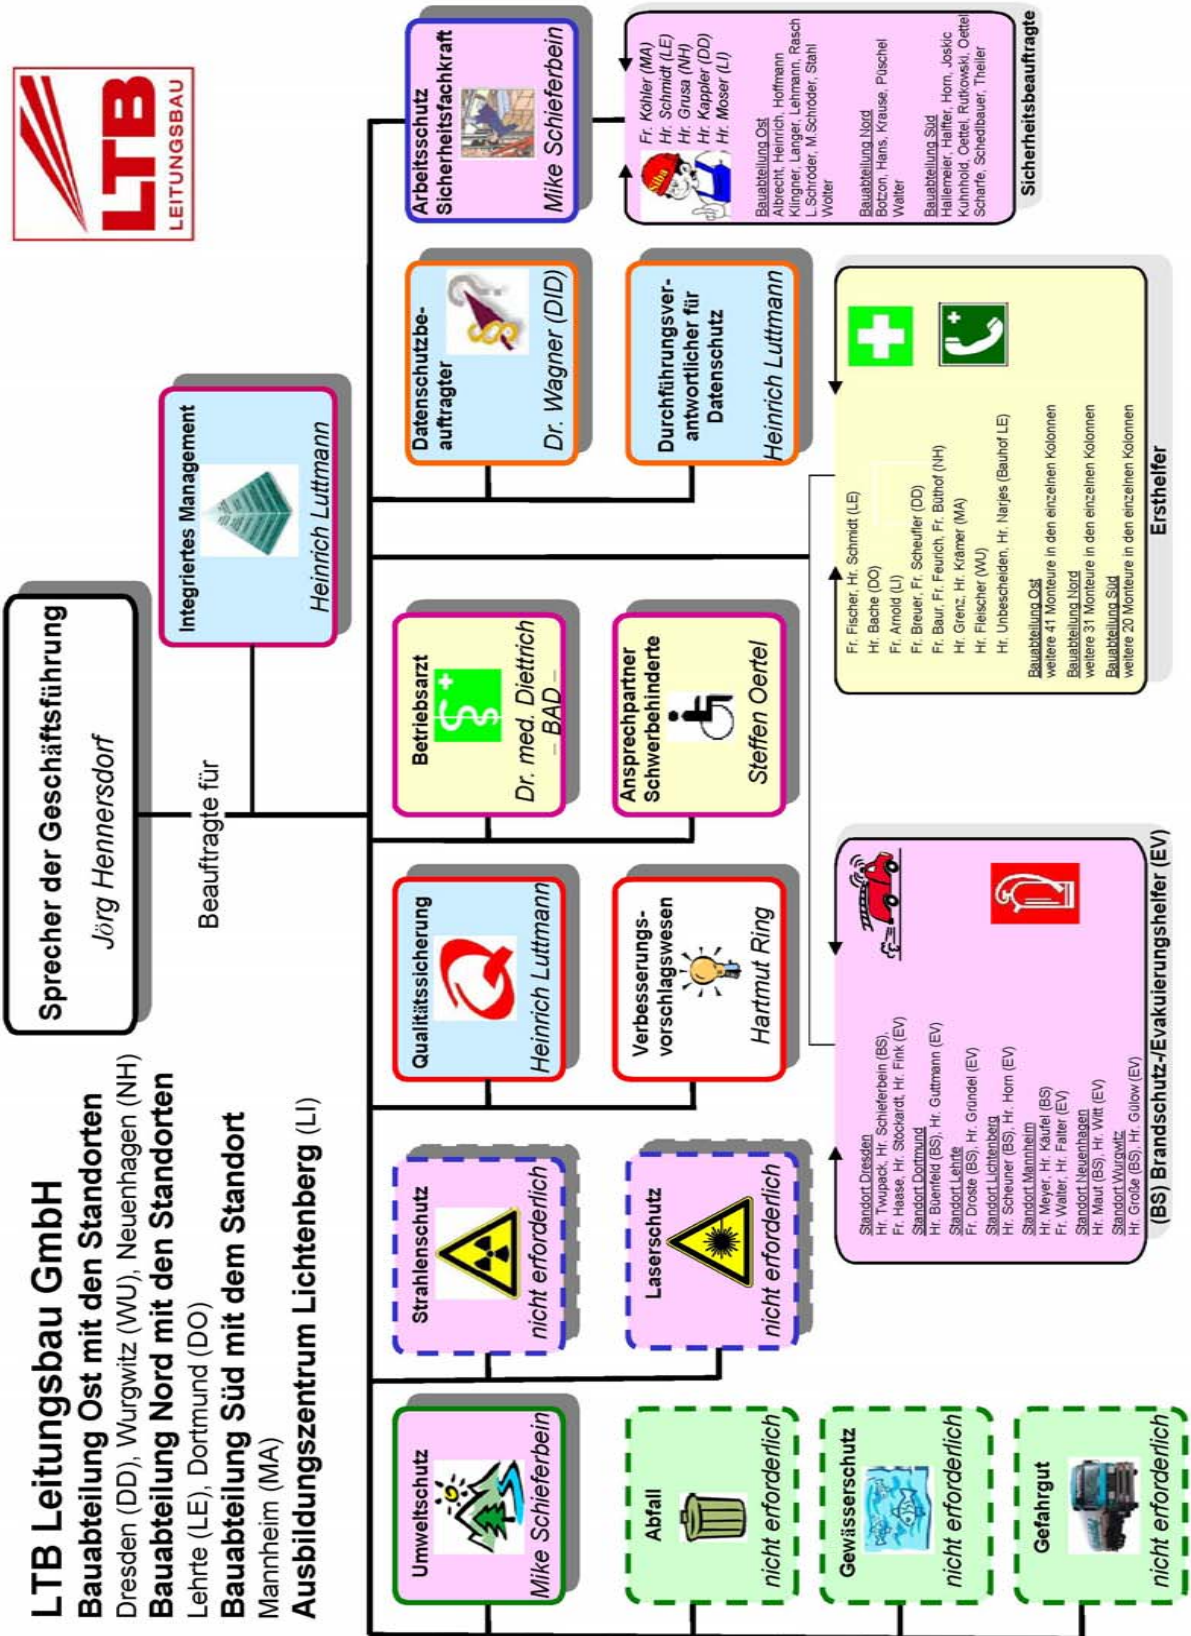 LTB Leitungsbau GmbH
Bauabteilung Ost mit den Standorten
Dresden (DD), Wurgwitz (WU), Neuenhagen (NH)
Bauabteilung Nord mit den Standorten
Lehrte (LE), Dortmund (DO)
Bauabteilung Süd mit dem Standort
Mannheim (MA)
Ausbildungszentrum Lichtenberg (LI)
Sprecher der Geschäftsführung
Jörg Hennersdorf
Beauftragte für
LTB
LEITUNGSBAU
Integriertes Management
Heinrich Luttmann
Umweltschutz
Mike Schieferbein
Abfall
nicht erforderlich
Gewässerschutz
nicht erforderlich
Gefahrgut
nicht erforderlich
Strahlenschutz
nicht erforderlich
Laserschutz
nicht erforderlich
Qualitätssicherung
Heinrich Luttmann
Verbesserungs-
vorschlagswesen
Hartmut Ring
Betriebsarzt
Dr. med. Diettrich
– BAD –
Ansprechpartner
Schwerbehinderte
Steffen Oertel
Datenschutzbe-
auftragter
Dr. Wagner (DID)
Durchführungsver-
antwortlicher für
Datenschutz
Heinrich Luttmann
Arbeitsschutz
Sicherheitsfachkraft
Mike Schieferbein
Siba
Fr. Köhler (MA)
Hr. Schmidt (LE)
Hr. Grusa (NH)
Hr. Kappler (DD)
Hr. Moser (LI)
Bauabteilung Ost
Albrecht, Heinrich, Hoffmann
Klingner, Langer, Lehmann, Rasch
L.Schröder, M.Schröder, Stahl
Wolter
Bauabteilung Nord
Botzon, Hans, Krause, Püschel
Walter
Bauabteilung Süd
Hallemeier, Halfter, Horn, Joskic
Kuhnhold, Oettel, Rutkowski, Oettel
Scharfe, Schedlbauer, Theiler
Sicherheitsbeauftragte
Standort Dresden
Hr. Twupack, Hr. Schieferbein (BS),
Fr. Haase, Hr. Stöckardt, Hr. Fink (EV)
Standort Dortmund
Hr. Büenfeld (BS), Hr. Guttmann (EV)
Standort Lehrte
Fr. Droste (BS), Hr. Gründel (EV)
Standort Lichtenberg
Hr. Scheuner (BS), Hr. Horn (EV)
Standort Mannheim
Hr. Meyer, Hr. Käufel (BS)
Fr. Walter, Hr. Falter (EV)
Standort Neuenhagen
Hr. Maut (BS), Hr. Witt (EV)
Standort Wurgwitz
Hr. Große (BS), Hr. Gülow (EV)
(BS) Brandschutz-/Evakuierungshelfer (EV)
Fr. Fischer, Hr. Schmidt (LE)
Hr. Bache (DO)
Fr. Arnold (LI)
Fr. Breuer, Fr. Scheufler (DD)
Fr. Baur, Fr. Feurich, Fr. Büthof (NH)
Hr. Grenz, Hr. Krämer (MA)
Hr. Fleischer (WU)
Hr. Unbescheiden, Hr. Narjes (Bauhof LE)
Bauabteilung Ost
weitere 41 Monteure in den einzelnen Kolonnen
Bauabteilung Nord
weitere 31 Monteure in den einzelnen Kolonnen
Bauabteilung Süd
weitere 20 Monteure in den einzelnen Kolonnen
Ersthelfer